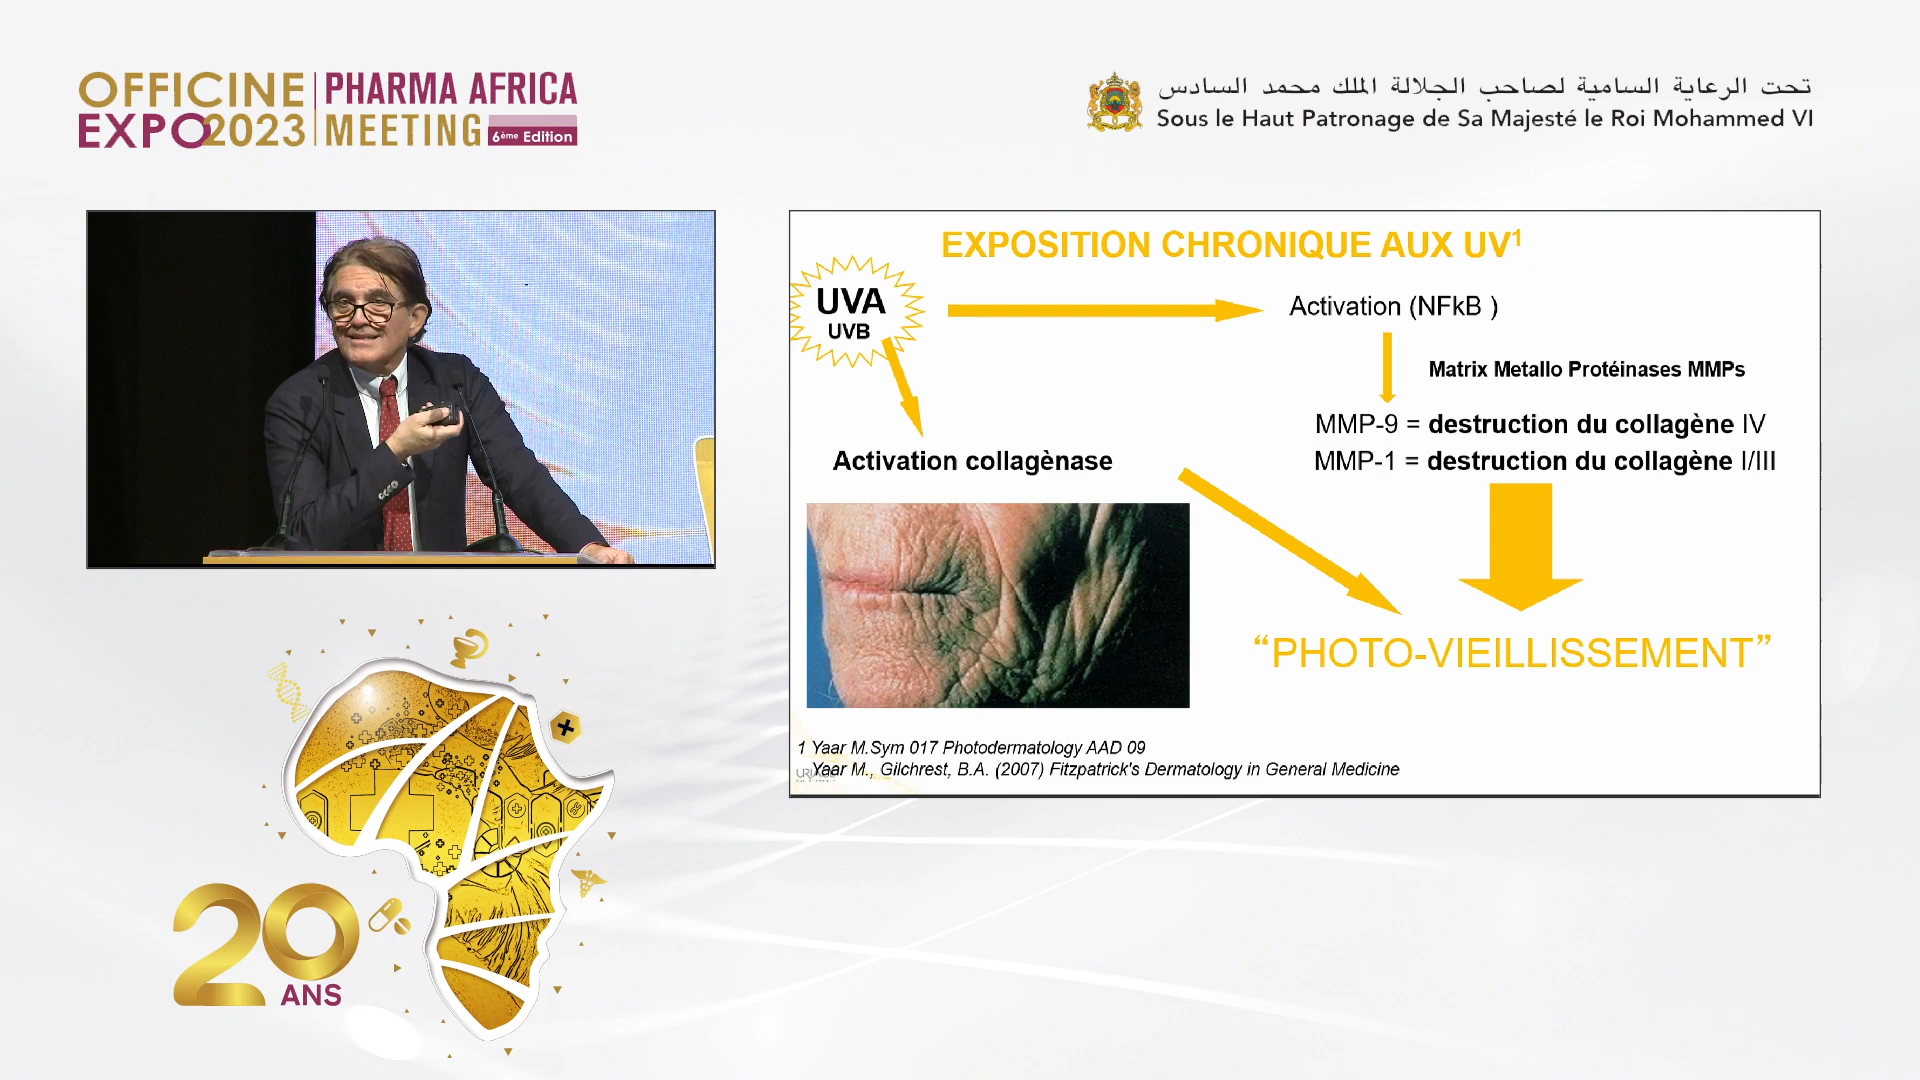 OFFICINE
EXPO2023
PHARMA AFRICA
MEETING 6ème Edition
تحت الرعاية السامية لصاحب الجلالة الملك محمد السادس
Sous le Haut Patronage de Sa Majesté le Roi Mohammed VI
EXPOSITION CHRONIQUE AUX UV1
UVA
UVB
Activation (NFkB )
Matrix Metallo Protéinases MMPs
MMP-9 = destruction du collagène IV
MMP-1 = destruction du collagène I/III
Activation collagènase
“PHOTO-VIEILLISSEMENT”
1 Yaar M.Sym 017 Photodermatology AAD 09
Yaar M., Gilchrest, B.A. (2007) Fitzpatrick's Dermatology in General Medicine
20
ANS